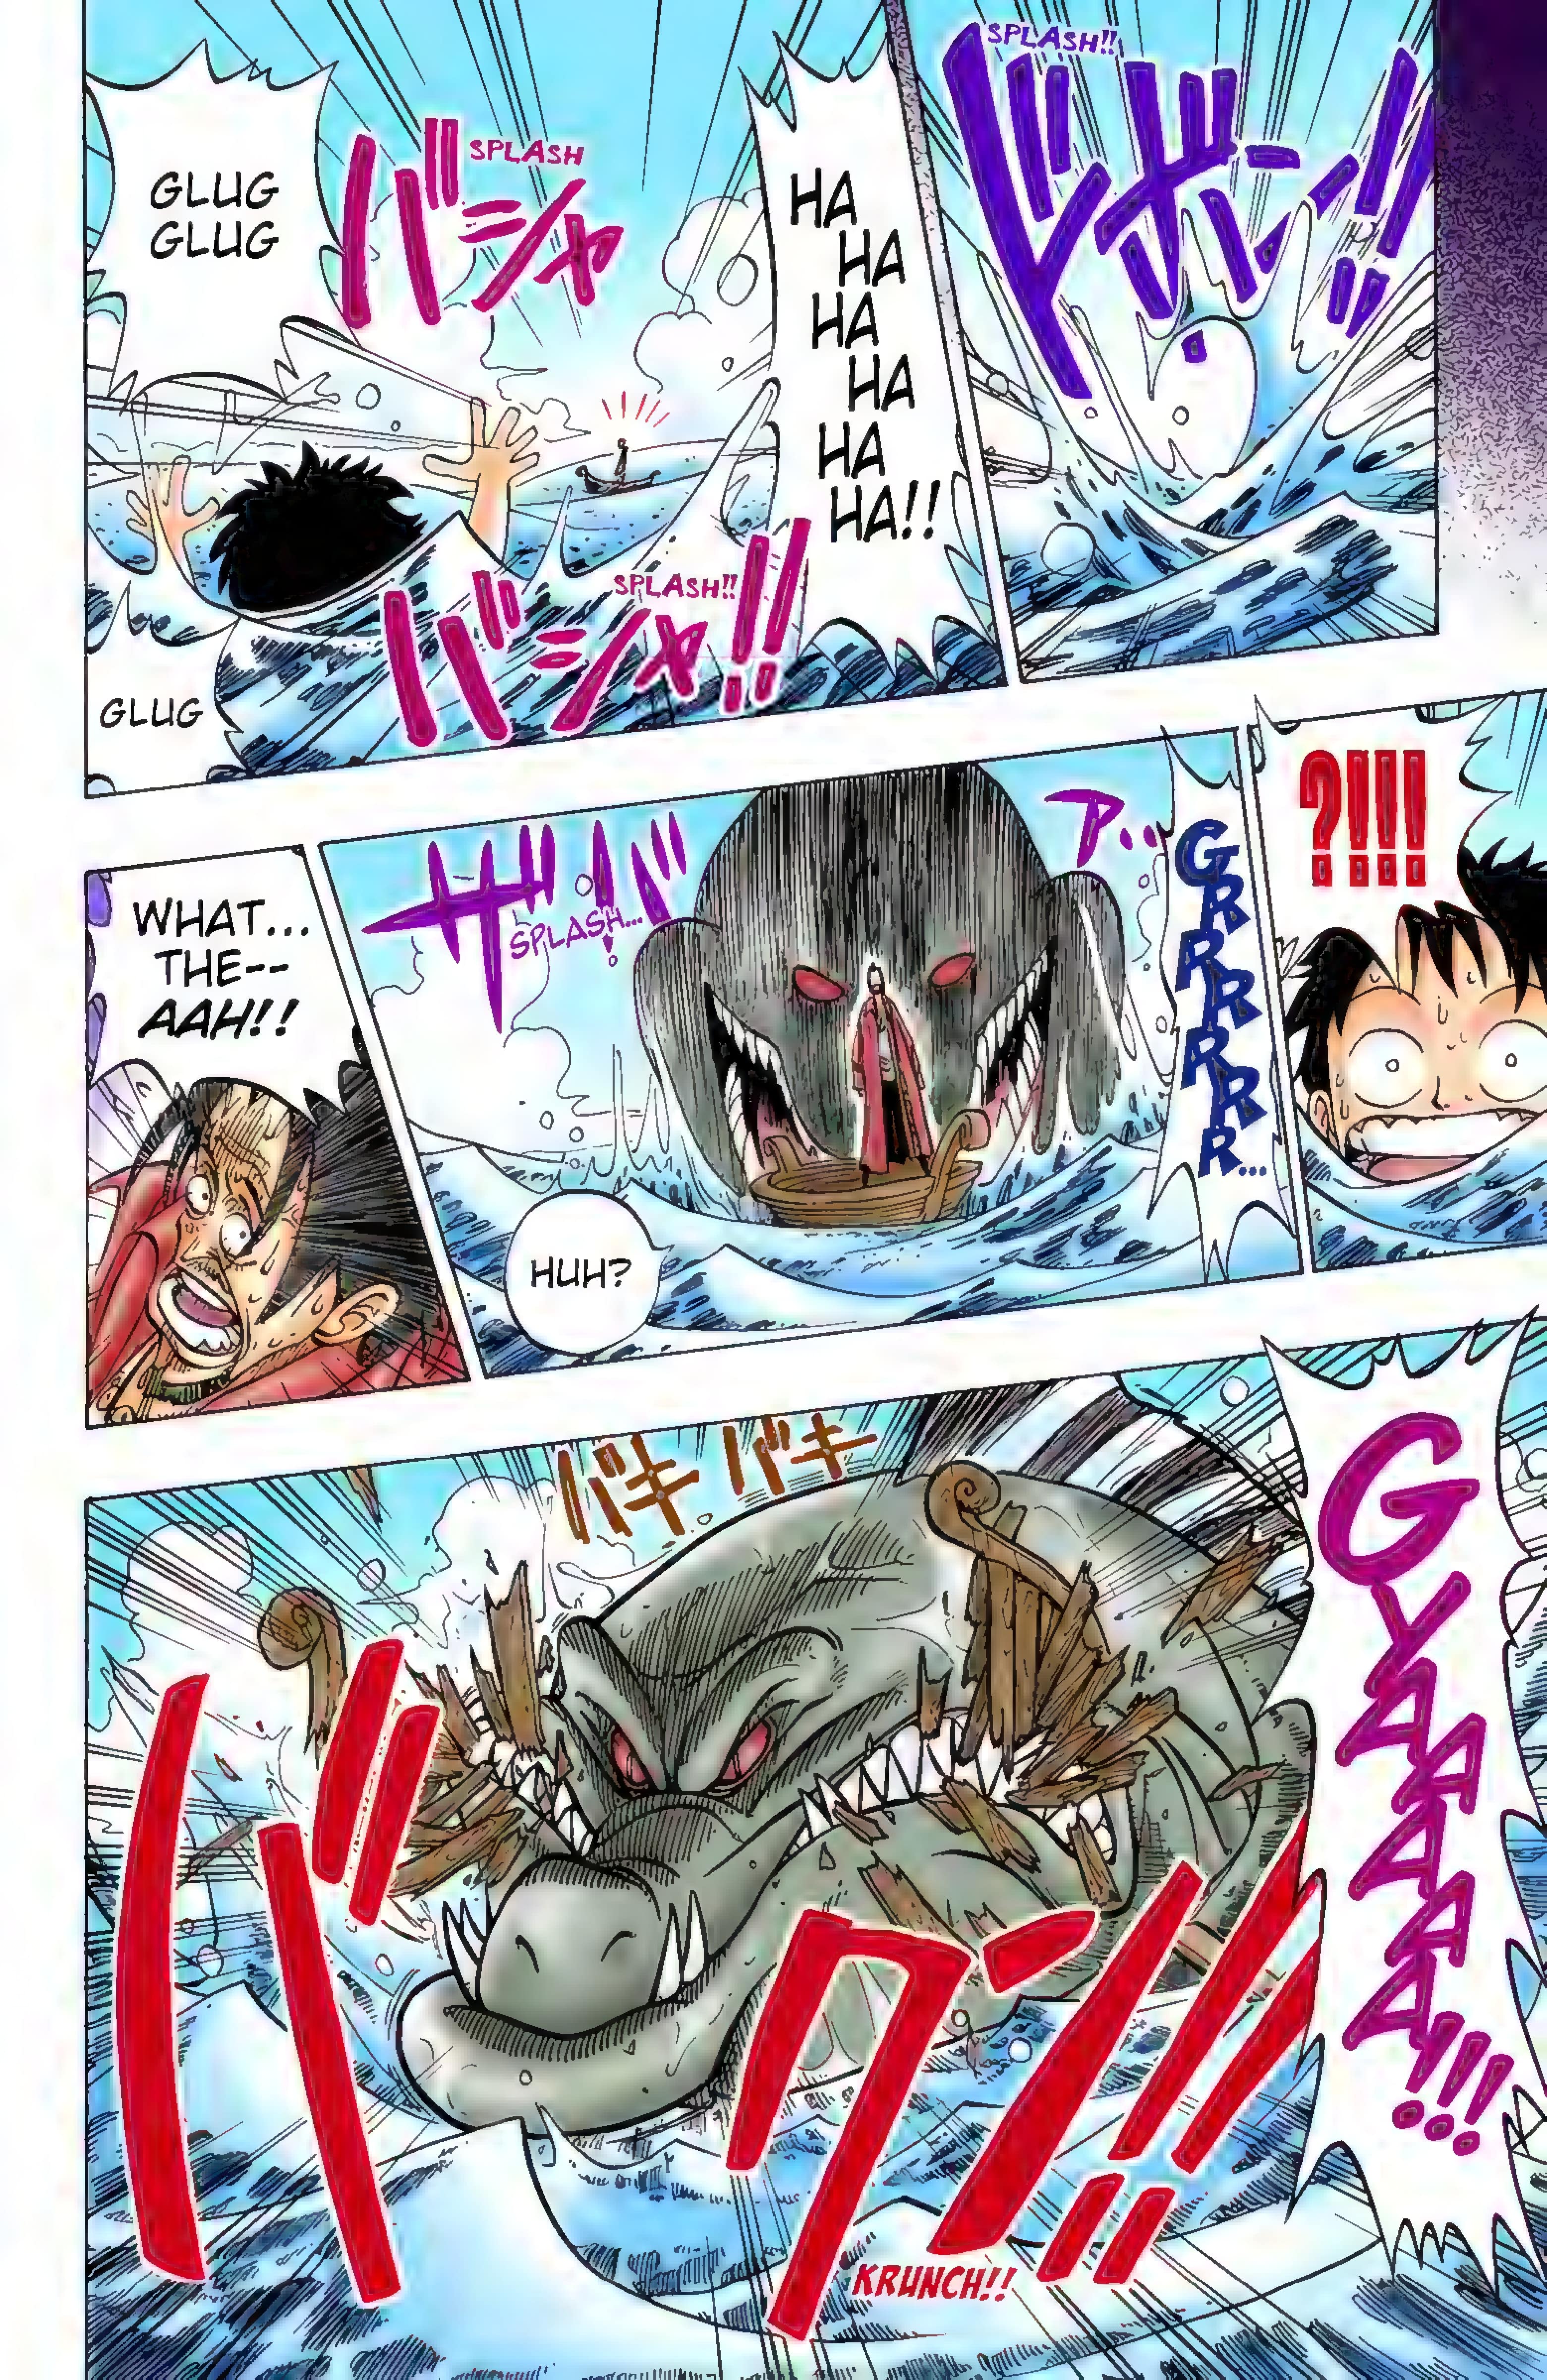 SPLASH!!
ドボーン!!
HA
HA
HA
HA
HA
HA!!
SPLASH
バシャ
GLUG
GLUG
SPLASH!!
バシャ!!
GLUG
?!!!
GRRRRRR...
ザバア..
SPLASH...
HUH?
WHAT...
THE--
AAH!!
GYAAAAA!!!
バキバキ
バクン!!
KRUNCH!!